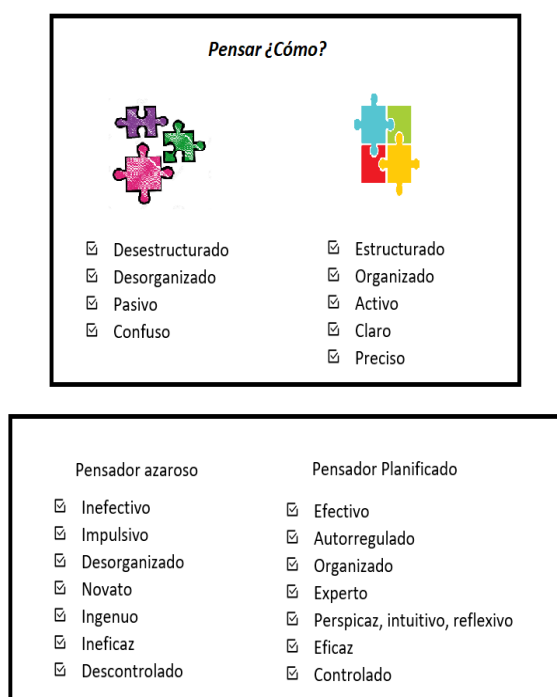 Pensar ¿Cómo?
Desestructurado
Desorganizado
Pasivo
Confuso
Estructurado
Organizado
Activo
Claro
Preciso
Pensador azaroso
Inefectivo
Impulsivo
Desorganizado
Novato
Ingenuo
Ineficaz
Descontrolado
Pensador Planificado
Efectivo
Autorregulado
Organizado
Experto
Perspicaz, intuitivo, reflexivo
Eficaz
Controlado